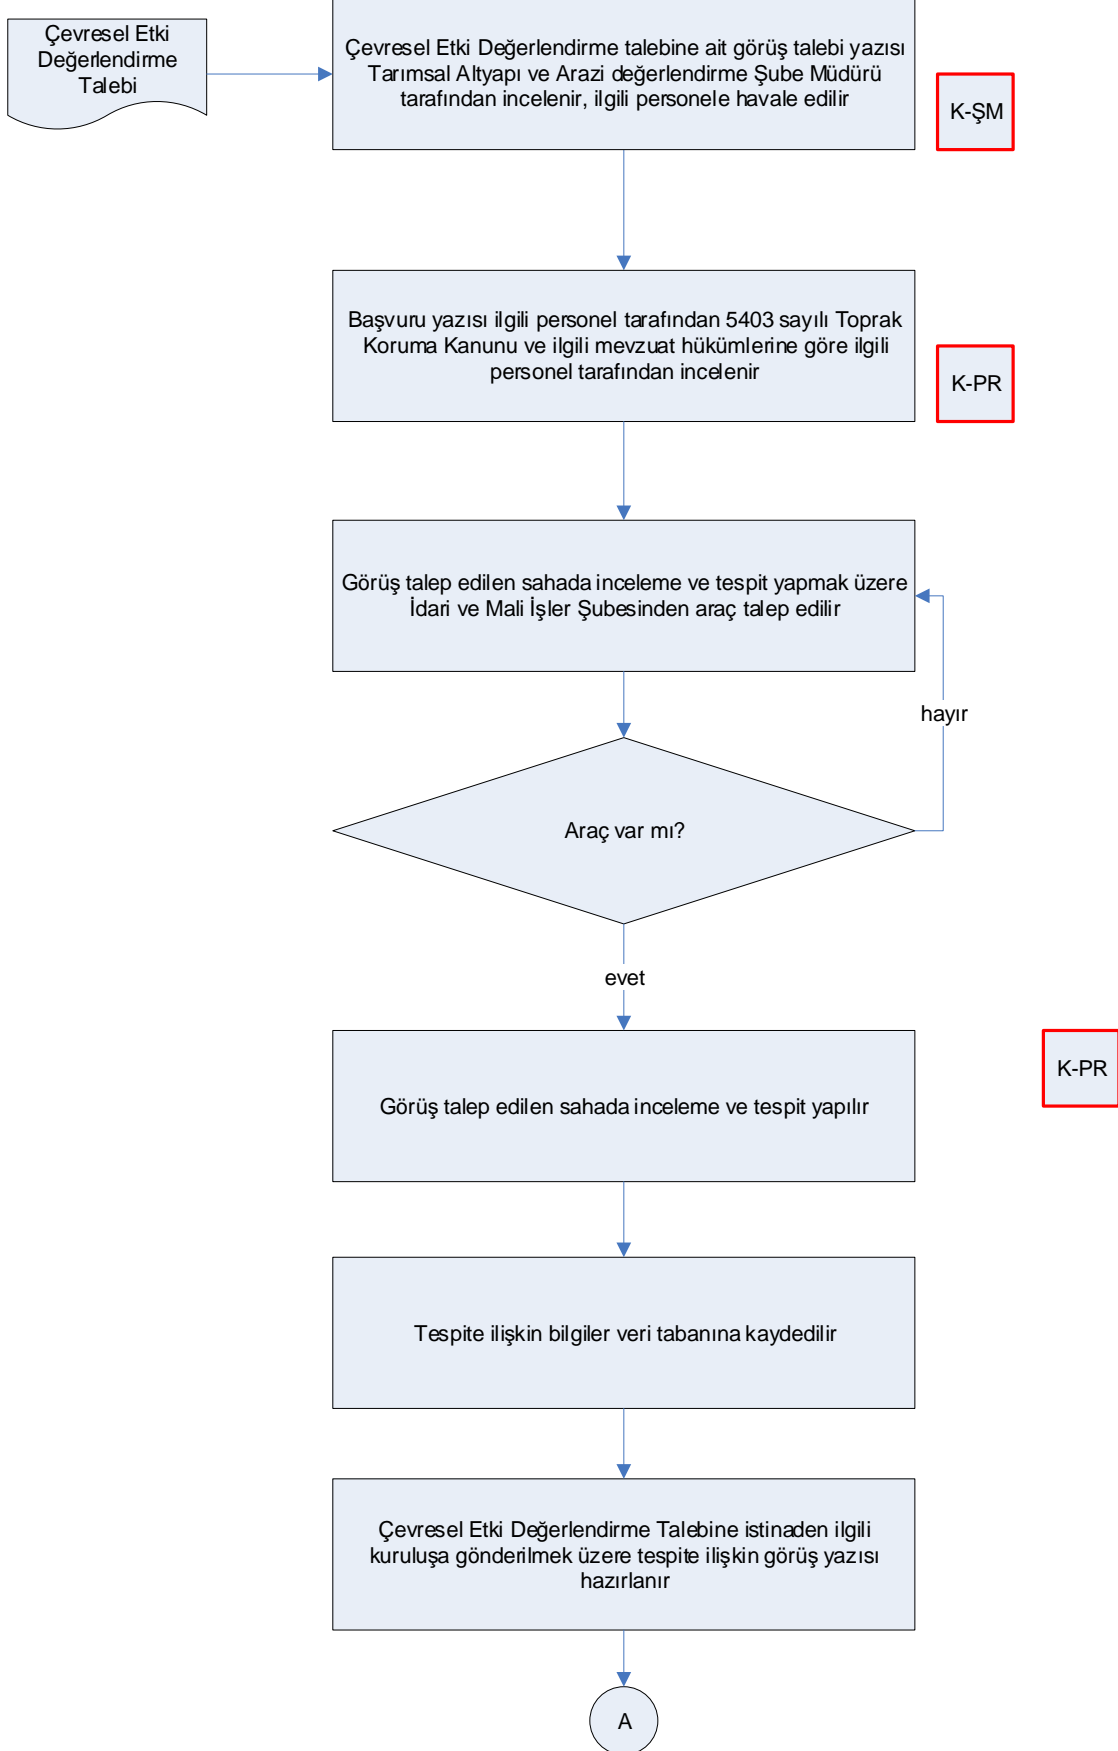 Çevresel Etki
Değerlendirme
Talebi
Çevresel Etki Değerlendirme talebine ait görüş talebi yazısı
Tarımsal Altyapı ve Arazi değerlendirme Şube Müdürü
tarafından incelenir, ilgili personele havale edilir
K-ŞM
Başvuru yazısı ilgili personel tarafından 5403 sayılı Toprak
Koruma Kanunu ve ilgili mevzuat hükümlerine göre ilgili
personel tarafından incelenir
K-PR
Görüş talep edilen sahada inceleme ve tespit yapmak üzere
İdari ve Mali İşler Şubesinden araç talep edilir
hayır
Araç var mı?
evet
Görüş talep edilen sahada inceleme ve tespit yapılır
K-PR
Tespite ilişkin bilgiler veri tabanına kaydedilir
Çevresel Etki Değerlendirme Talebine istinaden ilgili
kuruluşa gönderilmek üzere tespite ilişkin görüş yazısı
hazırlanır
A